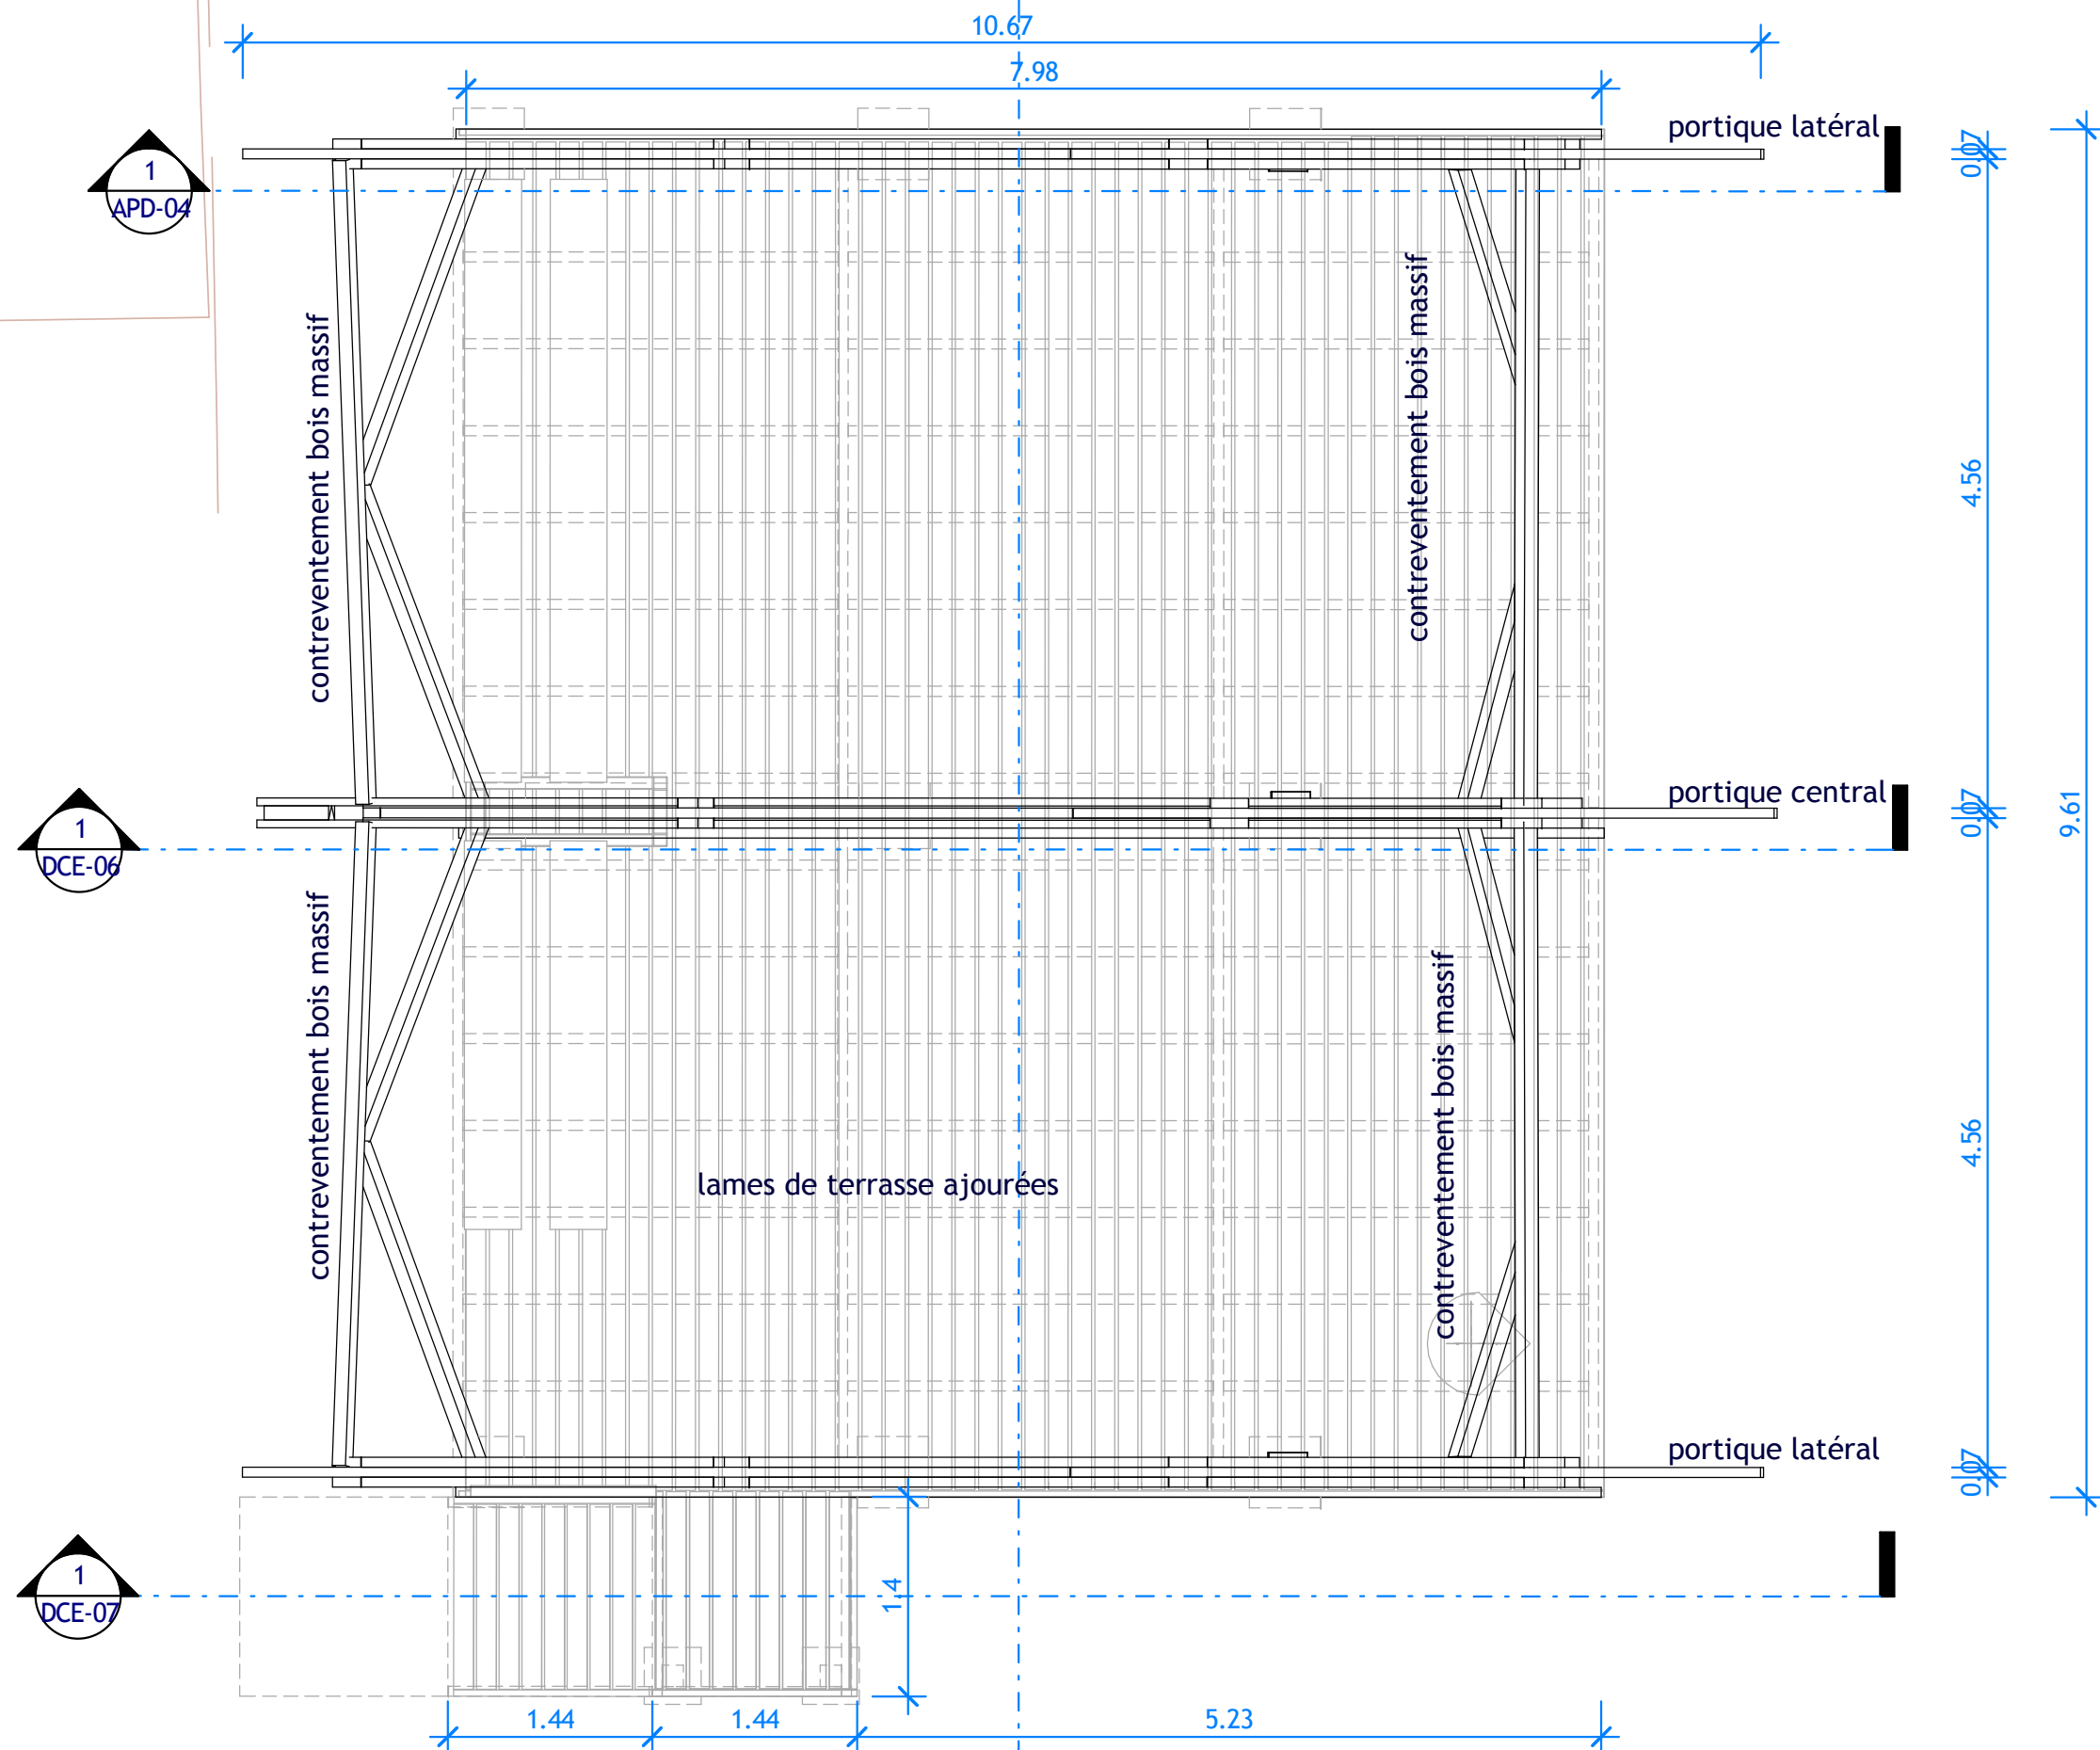 10.67
7.98
portique latéral
0.07
1
APD-04
contreventement bois massif
contreventement bois massif
4.56
portique central
0.07
9.61
1
DCE-06
contreventement bois massif
contreventement bois massif
4.56
lames de terrasse ajourées
portique latéral
0.07
1
DCE-07
1.4
1.44
1.44
5.23